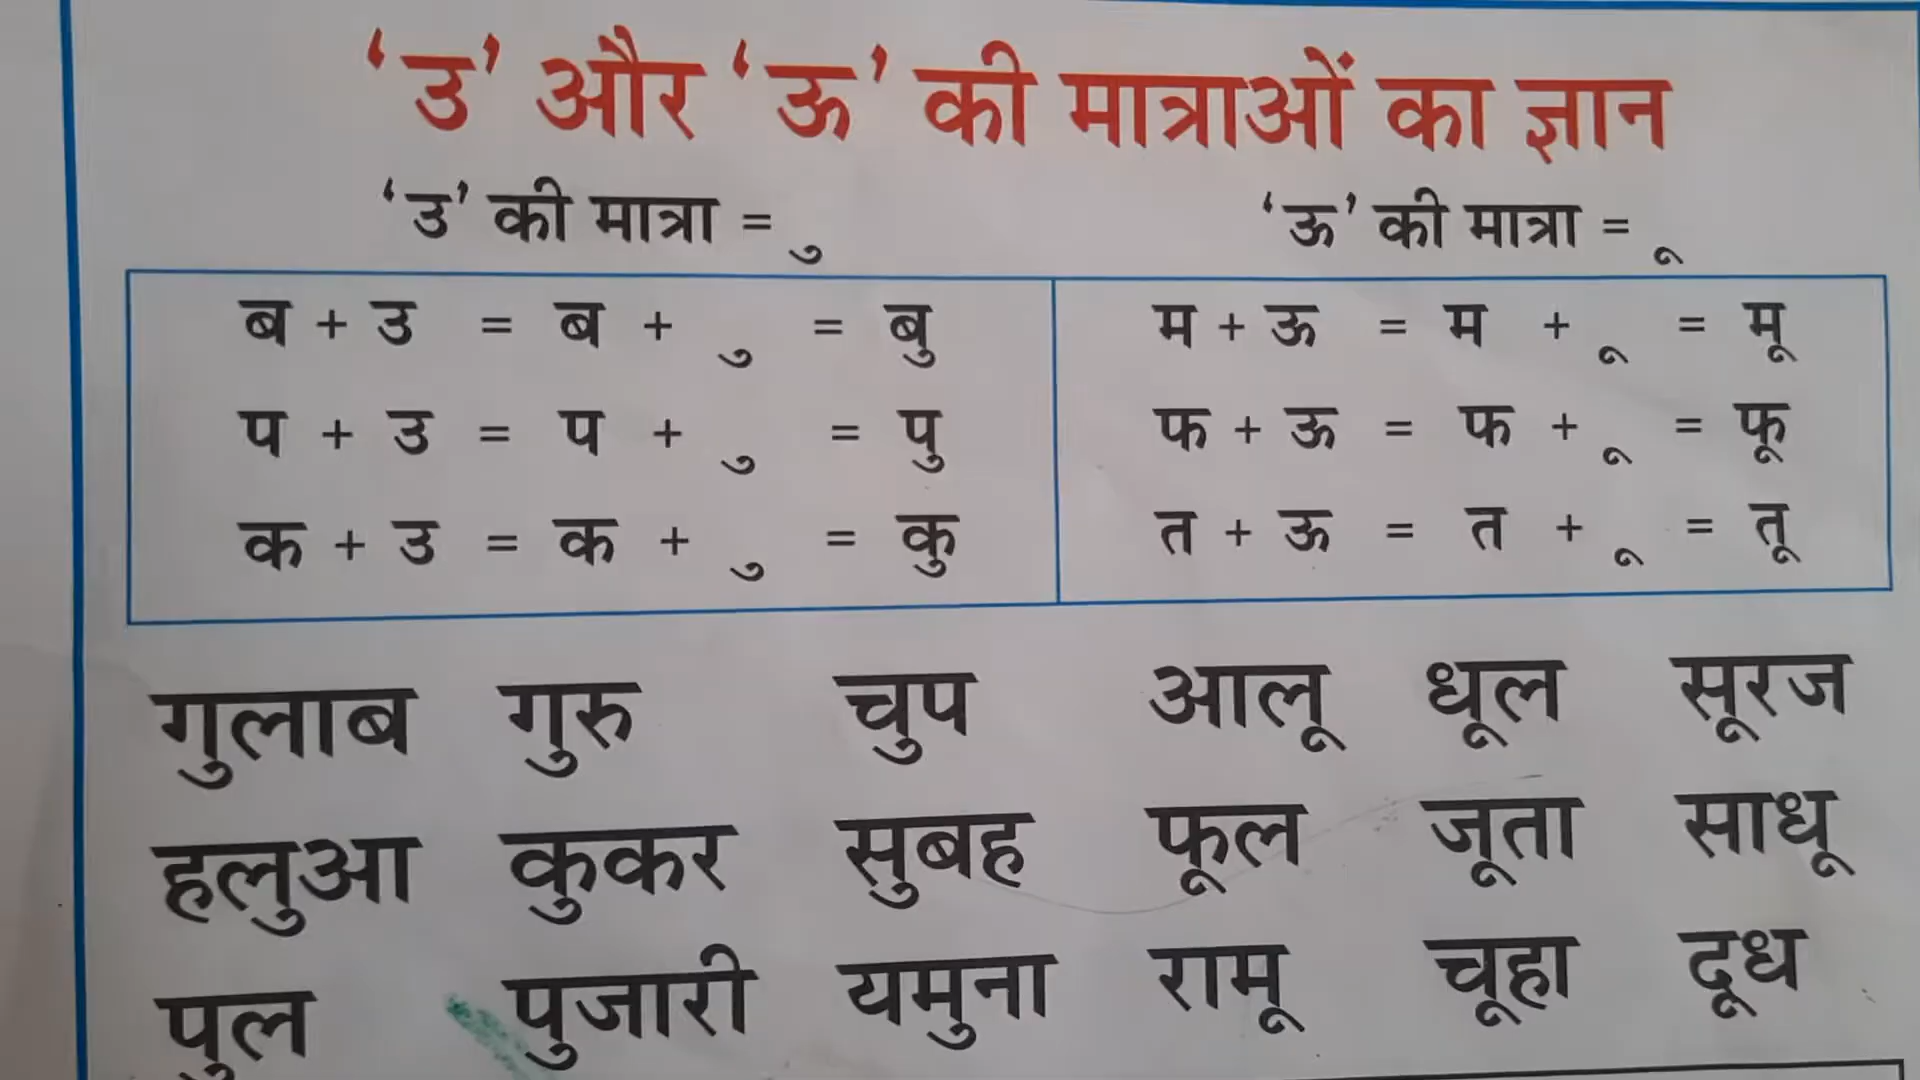 ‘उ’ और ‘ऊ’ की मात्राओं का ज्ञान
‘उ’ की मात्रा = ु ‘ऊ’ की मात्रा = ू
ब + उ = ब + ु = बु म + ऊ = म + ू = मू
प + उ = प + ु = पु फ + ऊ = फ + ू = फू
क + उ = क + ु = कु त + ऊ = त + ू = तू
गुलाब गुरु चुप आलू धूल सूरज
हलुआ कुकर सुबह फूल जूता साधू
पुल पुजारी यमुना रामू चूहा दूध